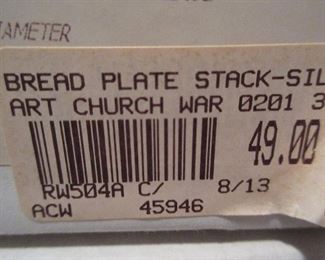 IAMETER
BREAD PLATE STACK-SIL
ART CHURCH WAR 0201 3
49.00
RW504A C/ 8/13
ACW 45946